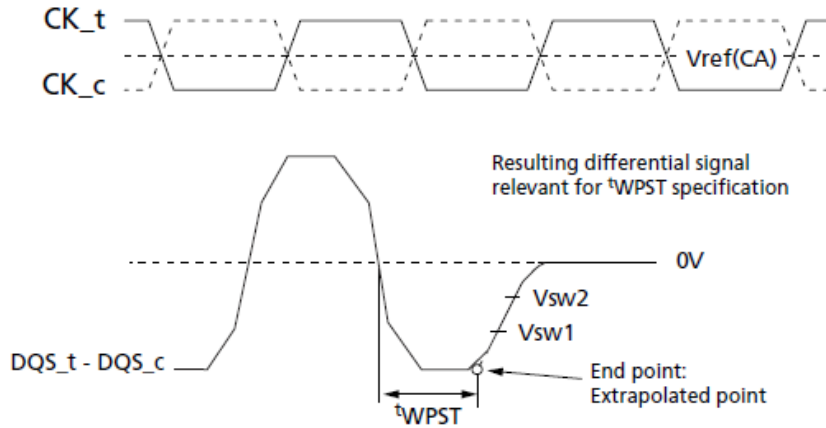 CK_t
Vref(CA)
CK_c
Resulting differential signal
relevant for tWPST specification
0V
Vsw2
Vsw1
DQS_t - DQS_c
End point:
Extrapolated point
tWPST